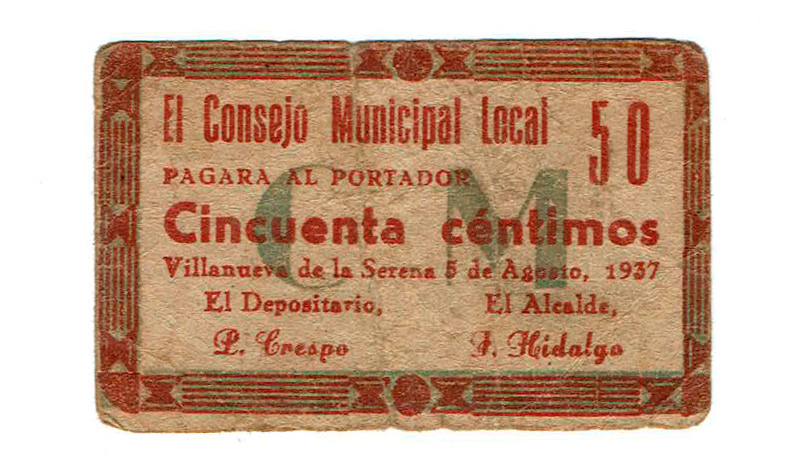 El Consejo Municipal Local 50
PAGARA AL PORTADOR
C M
Cincuenta céntimos
Villanueva de la Serena 5 de Agosto, 1937
El Depositario, El Alcalde,
P. Crespo J. Hidalgo